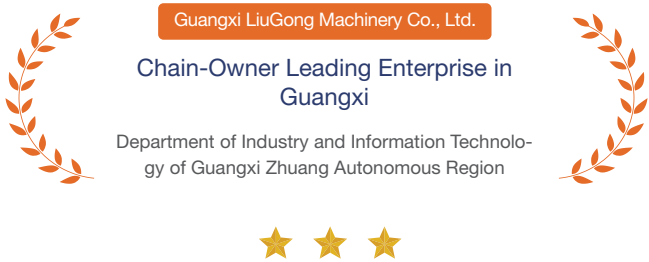 Guangxi LiuGong Machinery Co., Ltd.
Chain-Owner Leading Enterprise in
Guangxi
Department of Industry and Information Technolo-
gy of Guangxi Zhuang Autonomous Region